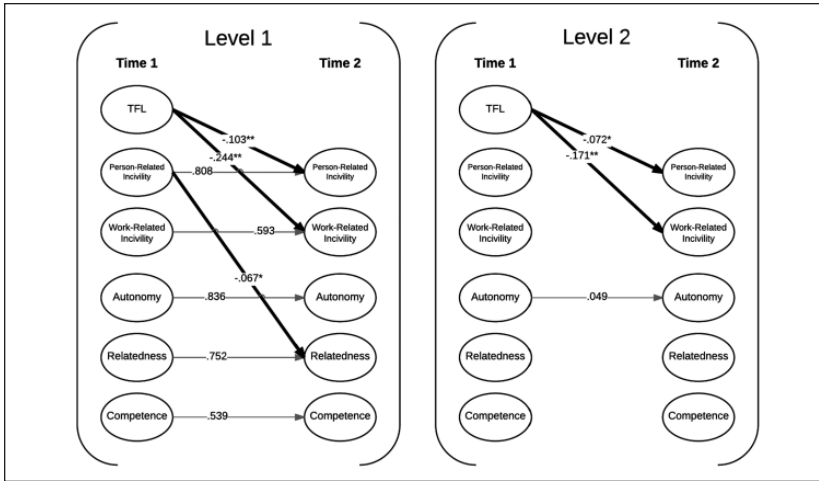 Level 1
Time 1
Time 2
TFL
-.103**
-.244**
Person-Related
Incivility
.808
Person-Related
Incivility
Work-Related
Incivility
.593
Work-Related
Incivility
-.067*
Autonomy
.836
Autonomy
Relatedness
.752
Relatedness
Competence
.539
Competence
Level 2
Time 1
Time 2
TFL
-.072*
-.171**
Person-Related
Incivility
Person-Related
Incivility
Work-Related
Incivility
Work-Related
Incivility
Autonomy
.049
Autonomy
Relatedness
Relatedness
Competence
Competence